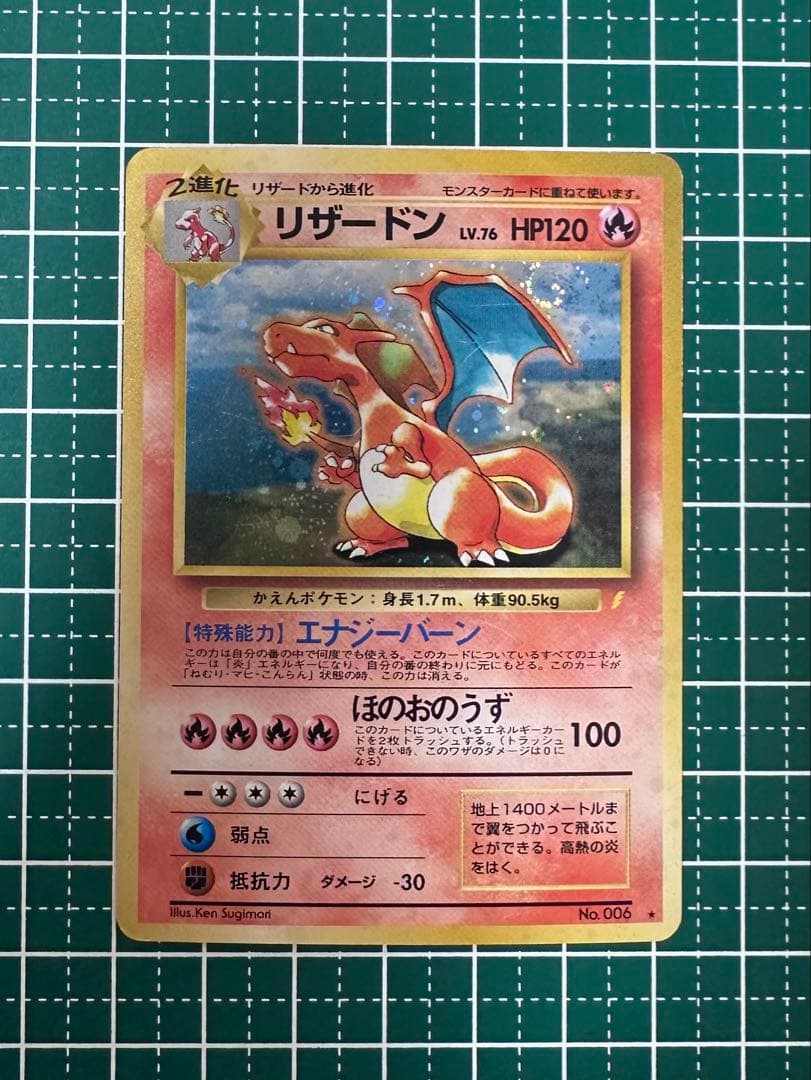 2進化 リザードから進化 モンスターカードに重ねて使います。
リザードン LV.76 HP120
かえんポケモン：身長1.7m、体重90.5kg
【特殊能力】エナジーバーン
この力は自分の番の中で何度でも使える。このカードについているすべてのエネル
ギーは「炎」エネルギーになり、自分の番の終わりに元にもどる。このカードが
「ねむり・マヒ・こんらん」状態の時、この力は消える。
ほのおのうず
このカードについているエネルギーカー
ドを2枚トラッシュする。（トラッシュ
できない時、このワザのダメージは0に
なる）
100
にげる
弱点
抵抗力 ダメージ -30
地上1400メートルま
で翼をつかって飛ぶこ
とができる。高熱の炎
をはく。
Illus.Ken Sugimori
No. 006 ★